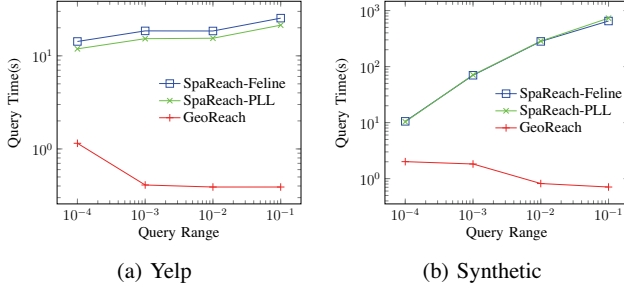 Query Time(s)
10^1
10^0
SpaReach-Feline
SpaReach-PLL
GeoReach
10^−4
10^−3
10^−2
10^−1
Query Range
(a) Yelp
Query Time(s)
10^3
10^2
10^1
10^0
SpaReach-Feline
SpaReach-PLL
GeoReach
10^−4
10^−3
10^−2
10^−1
Query Range
(b) Synthetic